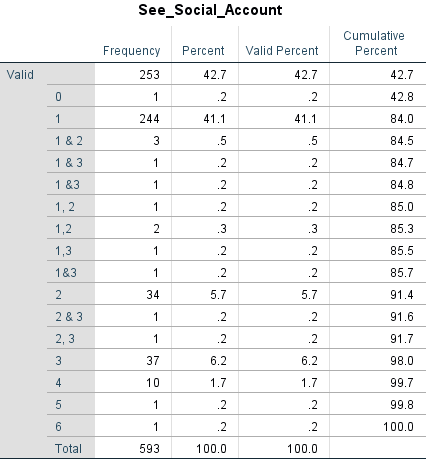 See_Social_Account
Frequency Percent Valid Percent Cumulative Percent
Valid 253 42.7 42.7 42.7
0 1 .2 .2 42.8
1 244 41.1 41.1 84.0
1 & 2 3 .5 .5 84.5
1 & 3 1 .2 .2 84.7
1 &3 1 .2 .2 84.8
1, 2 1 .2 .2 85.0
1,2 2 .3 .3 85.3
1,3 1 .2 .2 85.5
1&3 1 .2 .2 85.7
2 34 5.7 5.7 91.4
2 & 3 1 .2 .2 91.6
2, 3 1 .2 .2 91.7
3 37 6.2 6.2 98.0
4 10 1.7 1.7 99.7
5 1 .2 .2 99.8
6 1 .2 .2 100.0
Total 593 100.0 100.0